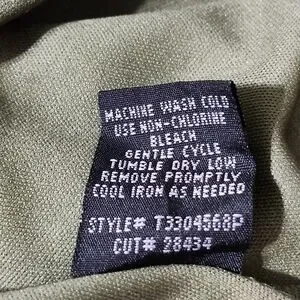 MACHINE WASH COLD
USE NON-CHLORINE
BLEACH
GENTLE CYCLE
TUMBLE DRY LOW
REMOVE PROMPTLY
COOL IRON AS NEEDED
STYLE# T3304568P
CUT# 28434